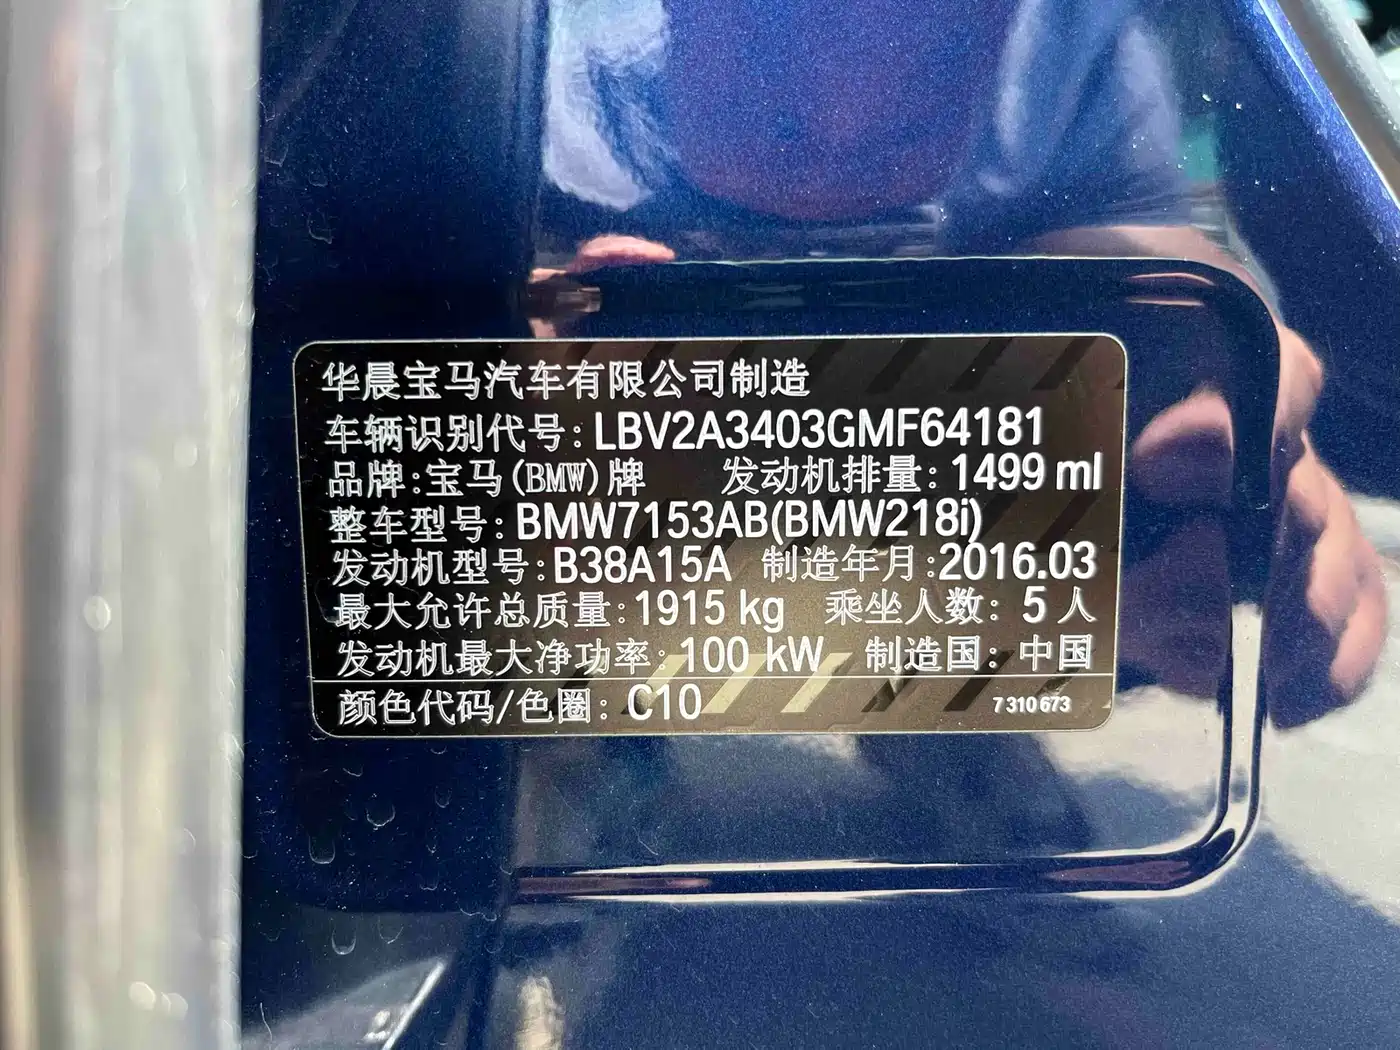 华晨宝马汽车有限公司制造
车辆识别代号: LBV2A3403GMF64181
品牌:宝马(BMW)牌 发动机排量: 1499 ml
整车型号: BMW7153AB(BMW218i)
发动机型号: B38A15A 制造年月:2016.03
最大允许总质量: 1915 kg 乘坐人数: 5 人
发动机最大净功率: 100 kW 制造国: 中国
颜色代码/色圈: C10 7 310 673